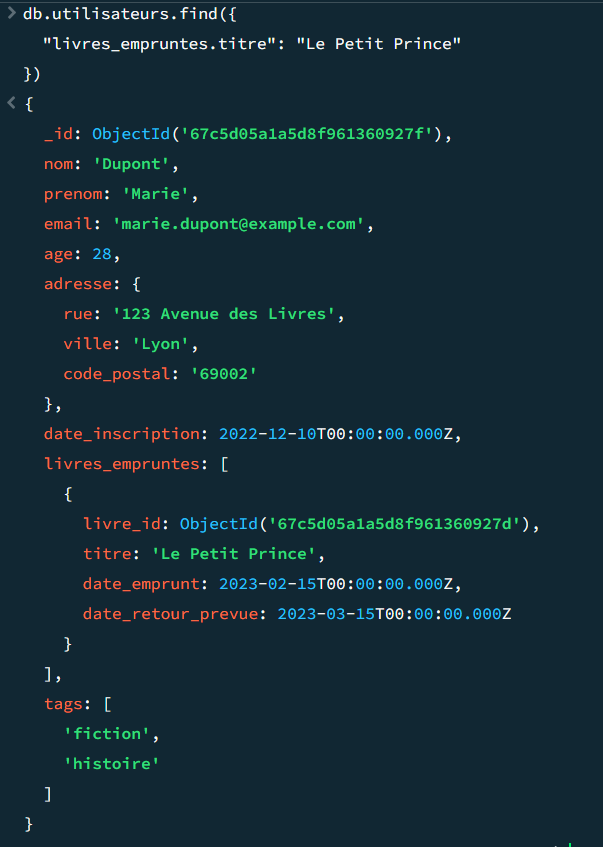 > db.utilisateurs.find({
"livres_empruntes.titre": "Le Petit Prince"
})
< {
_id: ObjectId('67c5d05a1a5d8f961360927f'),
nom: 'Dupont',
prenom: 'Marie',
email: 'marie.dupont@example.com',
age: 28,
adresse: {
rue: '123 Avenue des Livres',
ville: 'Lyon',
code_postal: '69002'
},
date_inscription: 2022-12-10T00:00:00.000Z,
livres_empruntes: [
{
livre_id: ObjectId('67c5d05a1a5d8f961360927d'),
titre: 'Le Petit Prince',
date_emprunt: 2023-02-15T00:00:00.000Z,
date_retour_prevue: 2023-03-15T00:00:00.000Z
}
],
tags: [
'fiction',
'histoire'
]
}